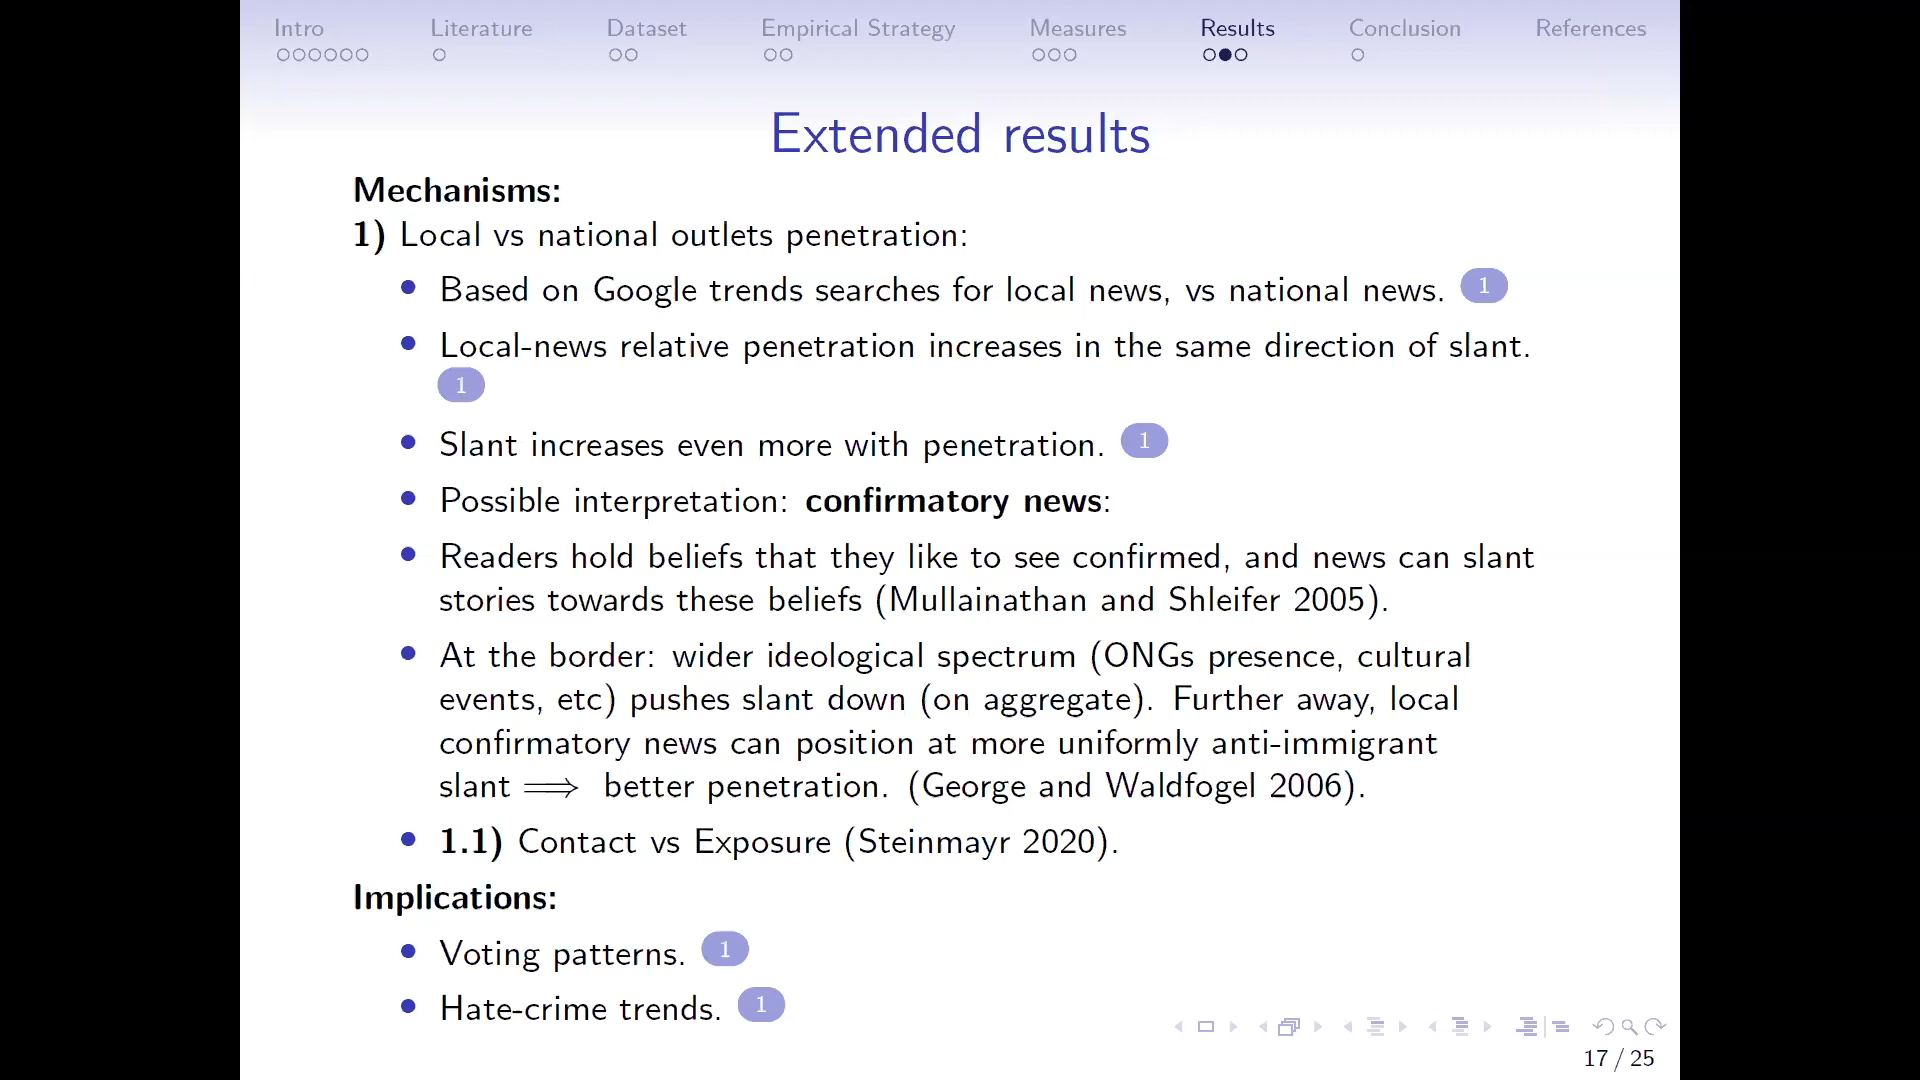 Intro Literature Dataset Empirical Strategy Measures Results Conclusion References
Extended results
Mechanisms:
1) Local vs national outlets penetration:
• Based on Google trends searches for local news, vs national news. 1
• Local-news relative penetration increases in the same direction of slant.
1
• Slant increases even more with penetration. 1
• Possible interpretation: confirmatory news:
• Readers hold beliefs that they like to see confirmed, and news can slant
stories towards these beliefs (Mullainathan and Shleifer 2005).
• At the border: wider ideological spectrum (ONGs presence, cultural
events, etc) pushes slant down (on aggregate). Further away, local
confirmatory news can position at more uniformly anti-immigrant
slant ⟹ better penetration. (George and Waldfogel 2006).
• 1.1) Contact vs Exposure (Steinmayr 2020).
Implications:
• Voting patterns. 1
• Hate-crime trends. 1
17 / 25